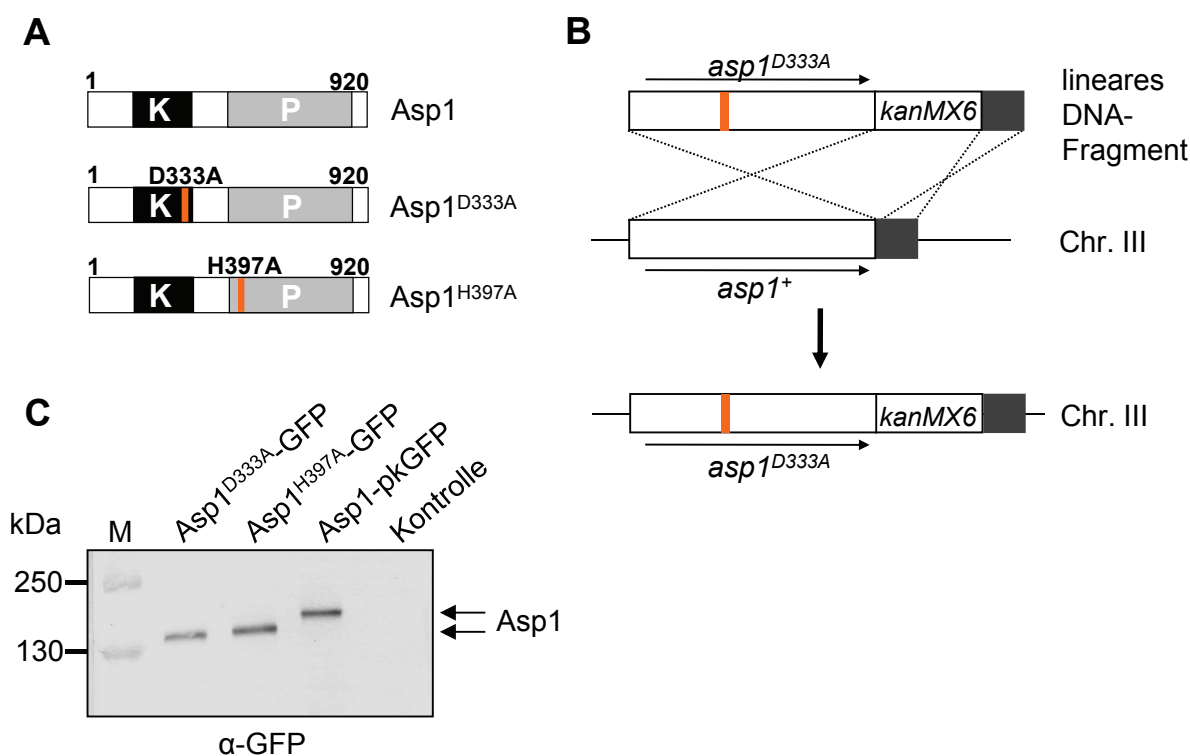 A
1 920
K P Asp1
1 D333A 920
K P Asp1D333A
1 H397A 920
K P Asp1H397A
B
asp1D333A
kanMX6
lineares
DNA-
Fragment
Chr. III
asp1+
kanMX6
Chr. III
asp1D333A
C
Asp1D333A-GFP
Asp1H397A-GFP
Asp1-pkGFP
Kontrolle
kDa M
250
130
Asp1
α-GFP